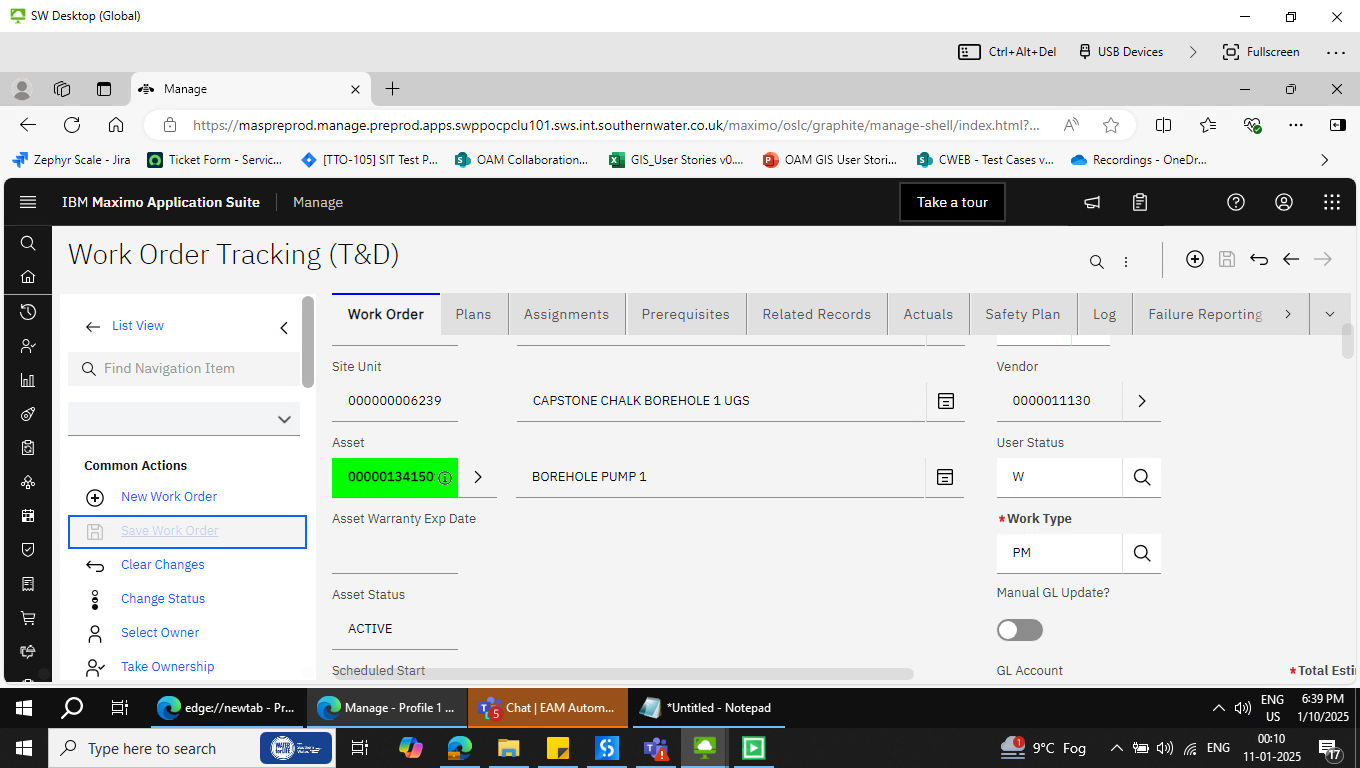 SW Desktop (Global)
Ctrl+Alt+Del
USB Devices
Fullscreen
Manage
https://maspreprod.manage.preprod.apps.swppocpclu101.sws.int.southernwater.co.uk/maximo/oslc/graphite/manage-shell/index.html?...
Zephyr Scale - Jira
Ticket Form - Servic...
[TTO-105] SIT Test P...
OAM Collaboration...
GIS_User Stories v0....
OAM GIS User Stori...
CWEB - Test Cases v...
Recordings - OneDr...
IBM Maximo Application Suite
Manage
Take a tour
Work Order Tracking (T&D)
List View
Find Navigation Item
Common Actions
New Work Order
Save Work Order
Clear Changes
Change Status
Select Owner
Take Ownership
Work Order
Plans
Assignments
Prerequisites
Related Records
Actuals
Safety Plan
Log
Failure Reporting
Site Unit
000000006239
CAPSTONE CHALK BOREHOLE 1 UGS
Vendor
0000011130
Asset
00000134150
BOREHOLE PUMP 1
User Status
W
Asset Warranty Exp Date
*Work Type
PM
Asset Status
ACTIVE
Manual GL Update?
Scheduled Start
GL Account
*Total Esti
edge://newtab - Pr...
Manage - Profile 1 ...
5
Chat | EAM Autom...
*Untitled - Notepad
ENG
US
6:39 PM
1/10/2025
Type here to search
1
9°C Fog
ENG
00:10
11-01-2025
17